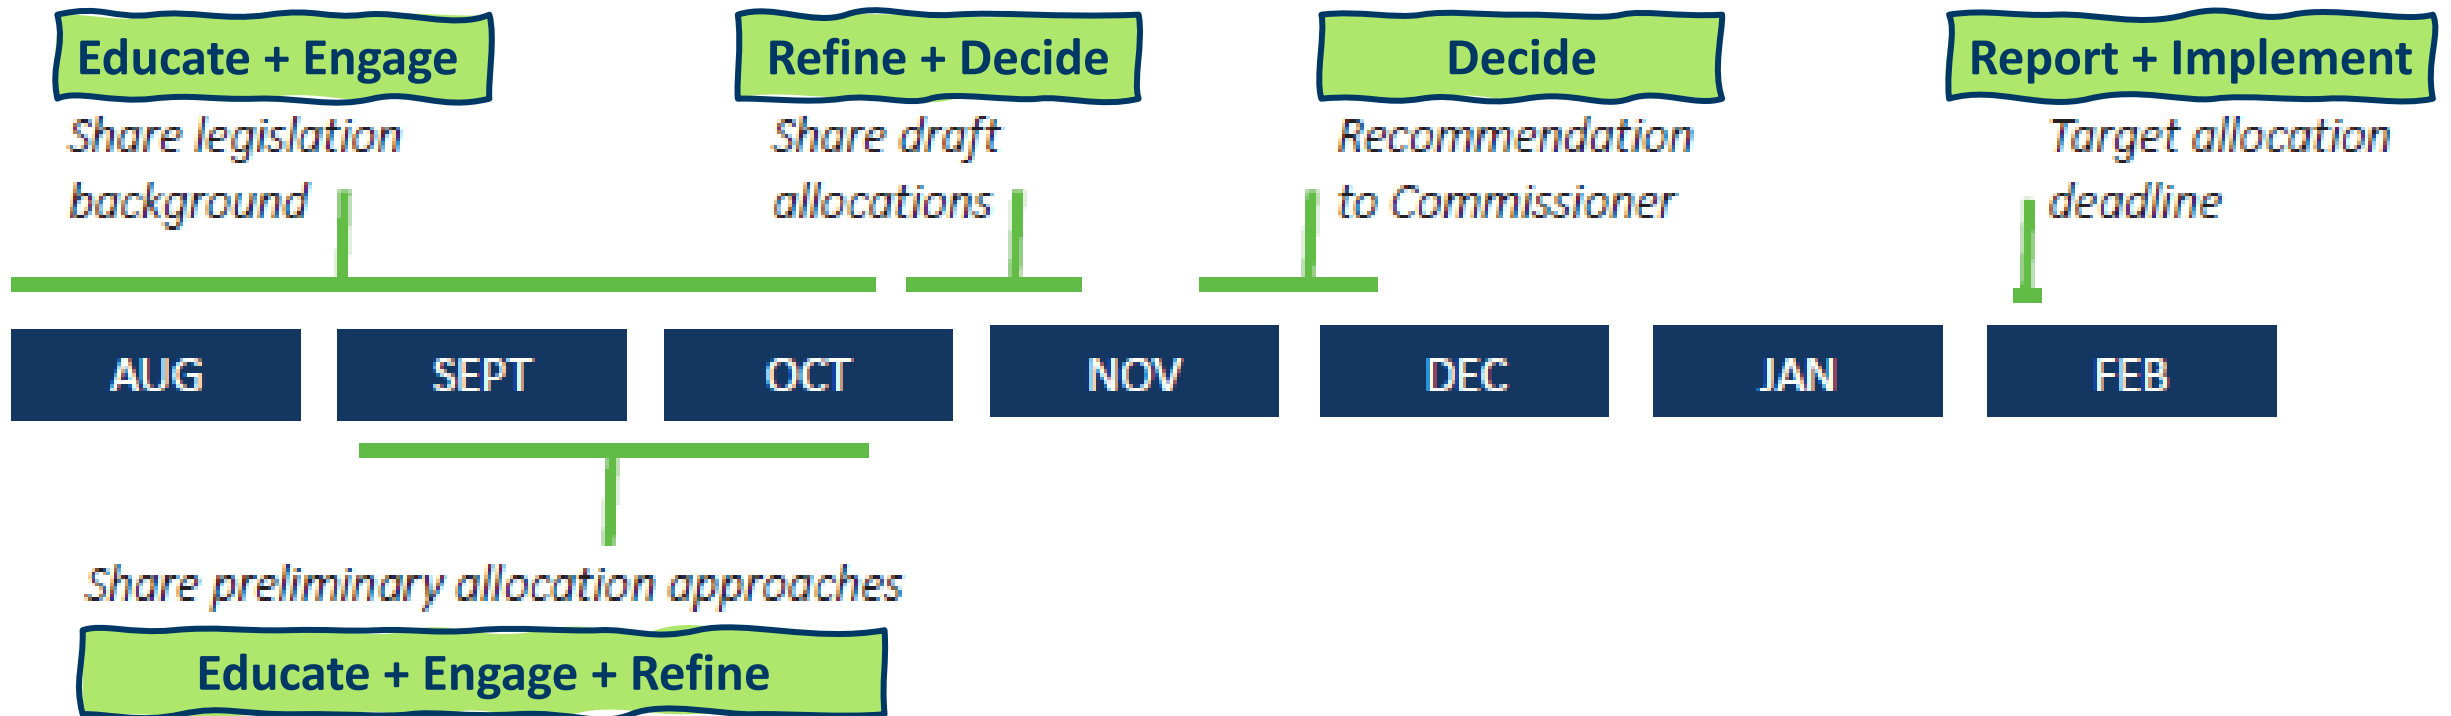 Educate + Engage
Share legislation
background
Refine + Decide
Share draft
allocations
Decide
Recommendation
to Commissioner
Report + Implement
Target allocation
deadline
AUG
SEPT
OCT
NOV
DEC
JAN
FEB
Share preliminary allocation approaches
Educate + Engage + Refine